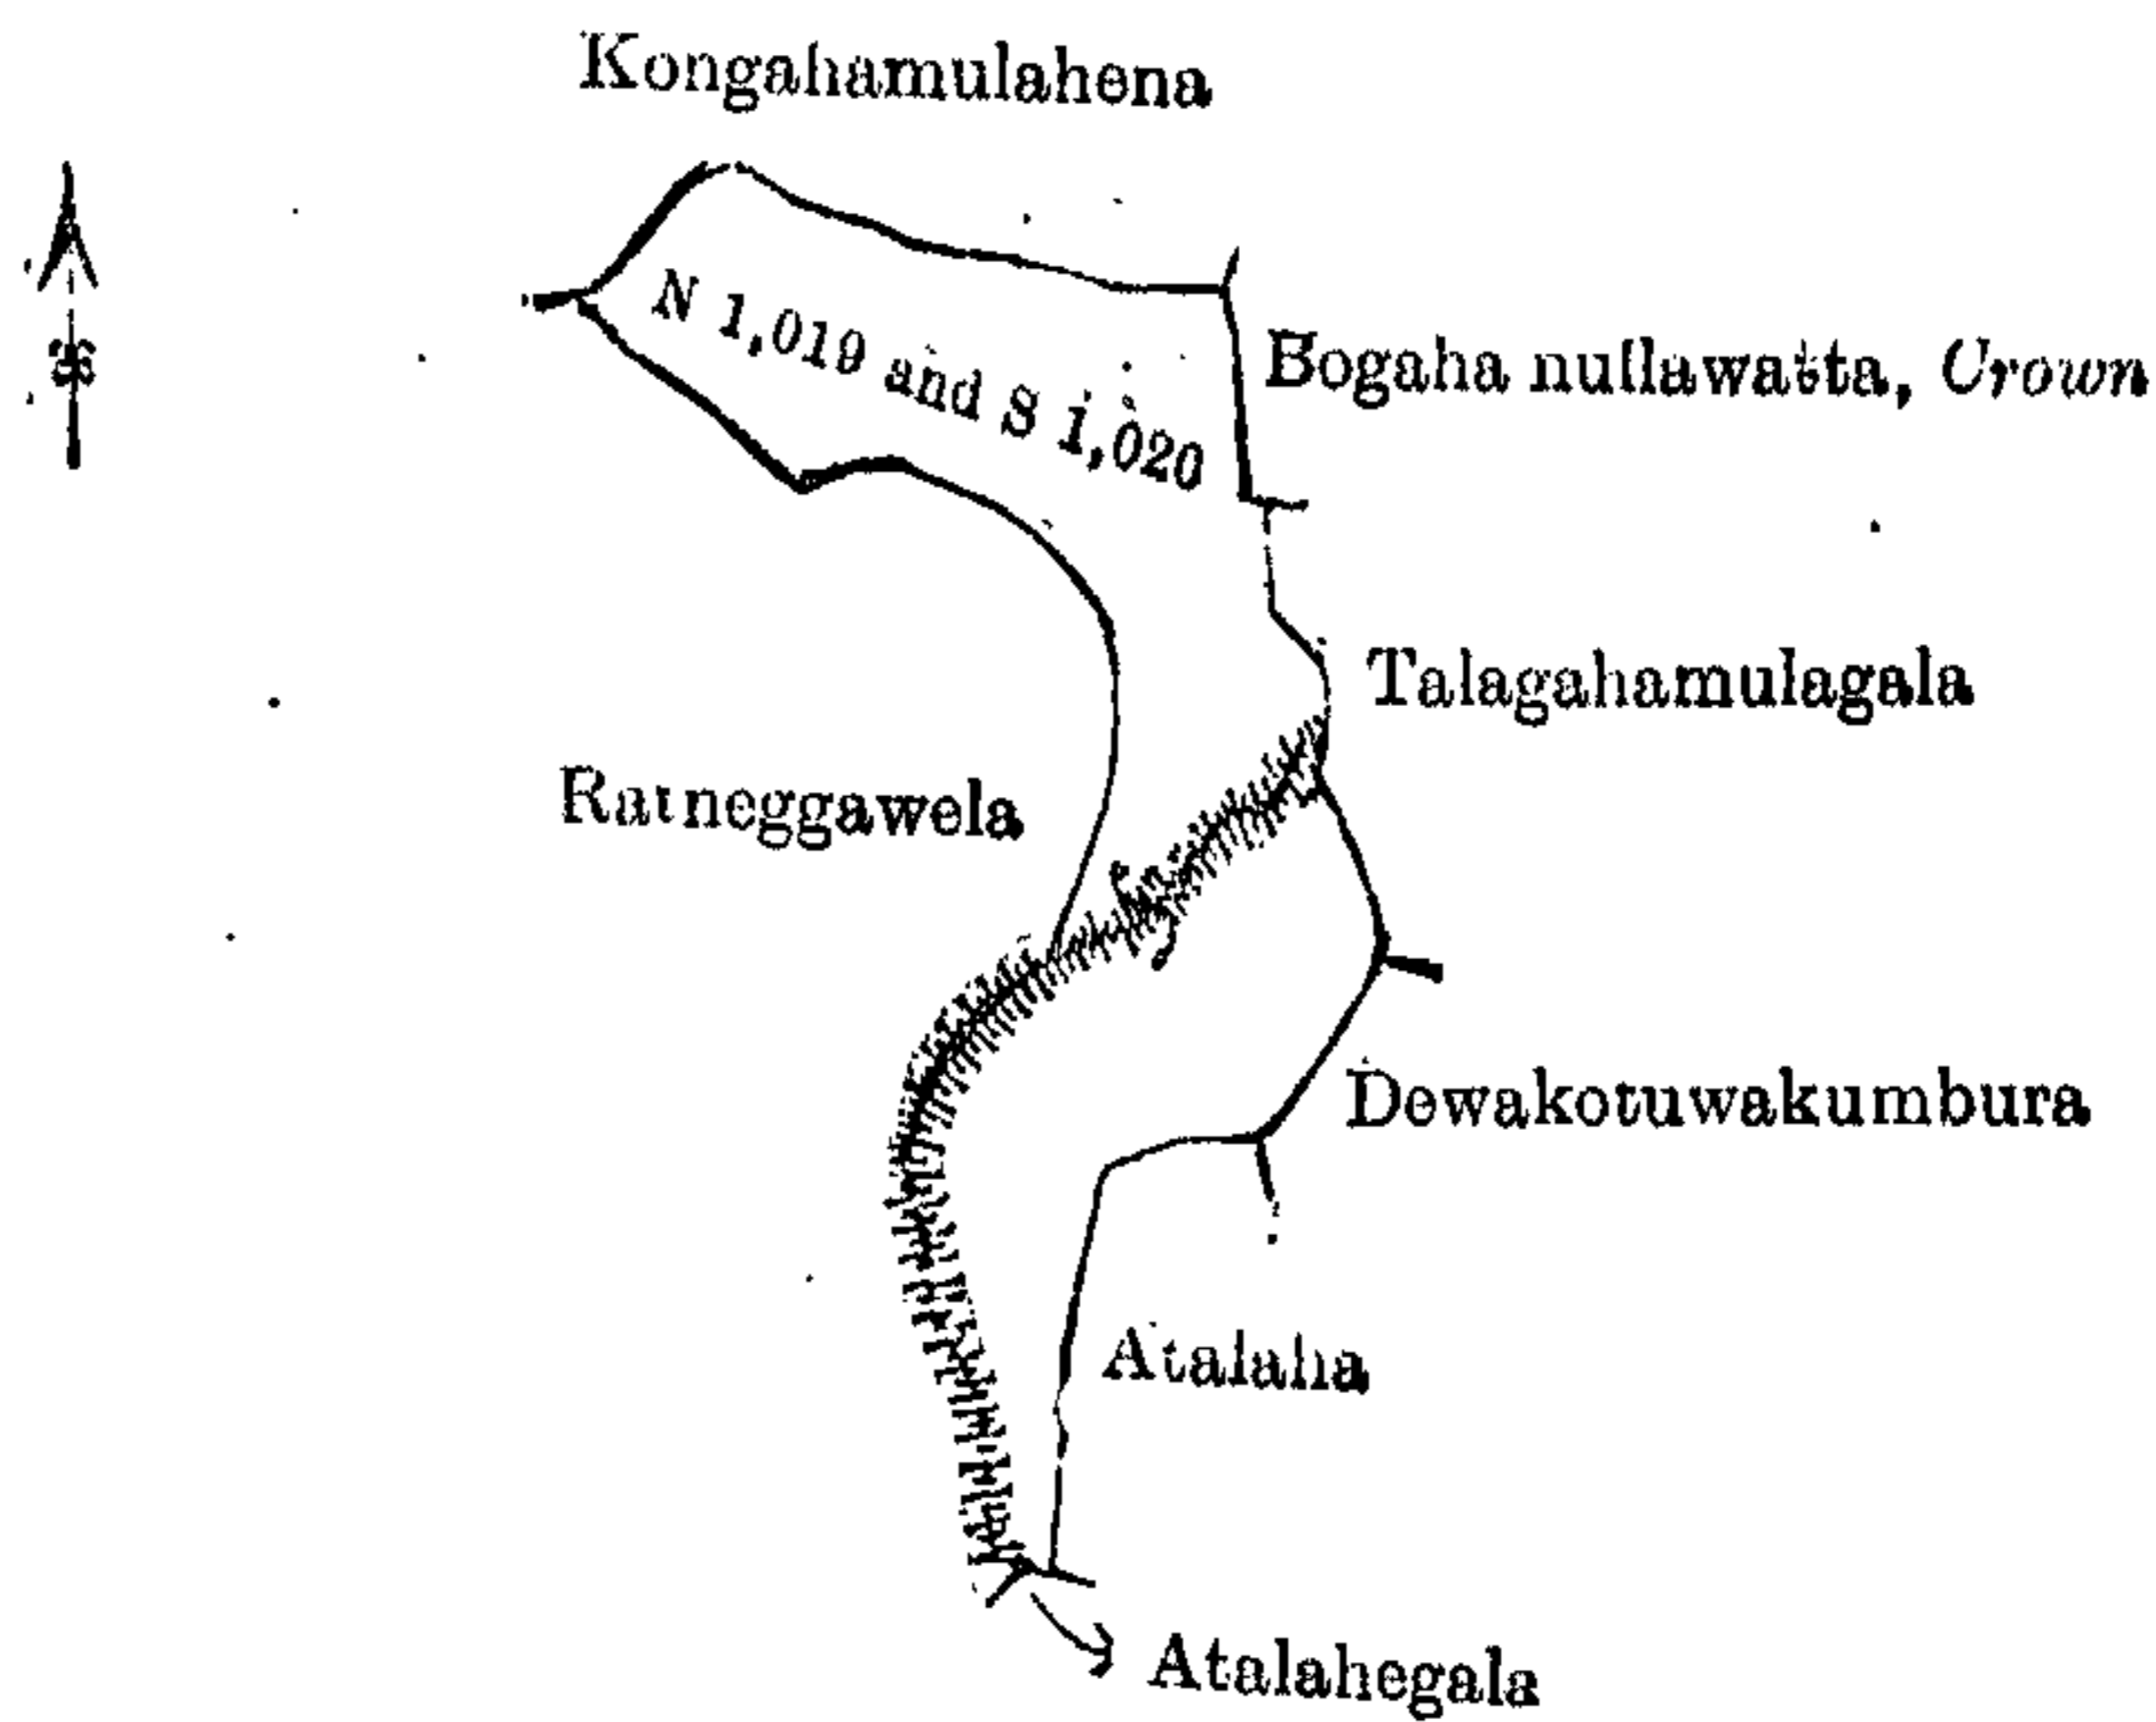 Kongahamulahena
N 1,019 and S 1,020
Bogaha nullawatta, Crown
Talagahamulagala
Ratneggawela
Dewakotuwakumbura
Atalaha
Atalahegala